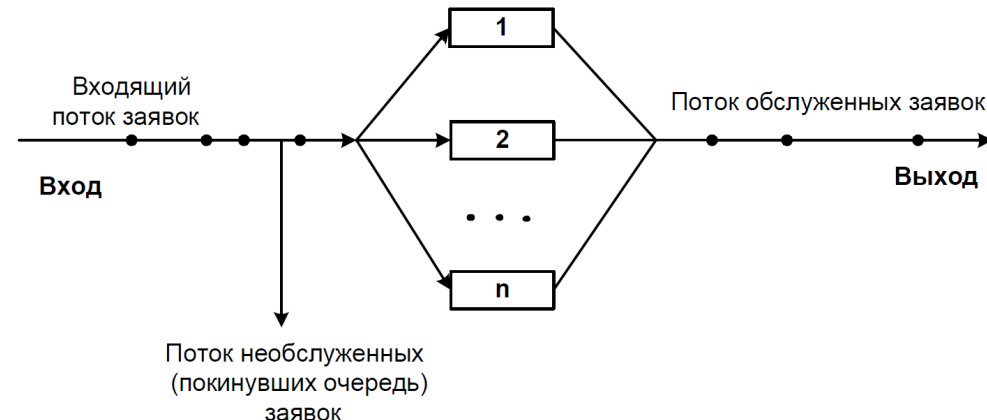 1
Входящий
поток заявок
Поток обслуженных заявок
2
Вход
Выход
. . .
n
Поток необслуженных
(покинувших очередь)
заявок